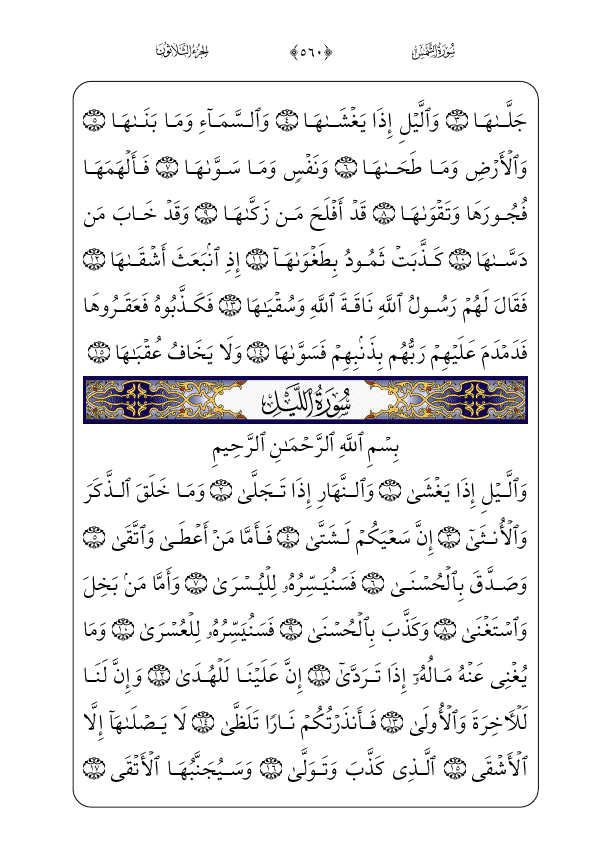 سُورَةُ الشَّمْسِ ﴿٥٦٠﴾ الجُزْءُ الثَّلَاثُونَ
جَلَّىٰهَا ٣ وَٱلَّيْلِ إِذَا يَغْشَىٰهَا ٤ وَٱلسَّمَآءِ وَمَا بَنَىٰهَا ٥
وَٱلْأَرْضِ وَمَا طَحَىٰهَا ٦ وَنَفْسٍ وَمَا سَوَّىٰهَا ٧ فَأَلْهَمَهَا
فُجُورَهَا وَتَقْوَىٰهَا ٨ قَدْ أَفْلَحَ مَن زَكَّىٰهَا ٩ وَقَدْ خَابَ مَن
دَسَّىٰهَا ١٠ كَذَّبَتْ ثَمُودُ بِطَغْوَىٰهَآ ١١ إِذِ ٱنۢبَعَثَ أَشْقَىٰهَا ١٢
فَقَالَ لَهُمْ رَسُولُ ٱللَّهِ نَاقَةَ ٱللَّهِ وَسُقْيَٰهَا ١٣ فَكَذَّبُوهُ فَعَقَرُوهَا
فَدَمْدَمَ عَلَيْهِمْ رَبُّهُم بِذَنۢبِهِمْ فَسَوَّىٰهَا ١٤ وَلَا يَخَافُ عُقْبَٰهَا ١٥
سُورَةُ اللَّيْلِ
بِسْمِ ٱللَّهِ ٱلرَّحْمَٰنِ ٱلرَّحِيمِ
وَٱلَّيْلِ إِذَا يَغْشَىٰ ١ وَٱلنَّهَارِ إِذَا تَجَلَّىٰ ٢ وَمَا خَلَقَ ٱلذَّكَرَ
وَٱلْأُنثَىٰٓ ٣ إِنَّ سَعْيَكُمْ لَشَتَّىٰ ٤ فَأَمَّا مَنْ أَعْطَىٰ وَٱتَّقَىٰ ٥
وَصَدَّقَ بِٱلْحُسْنَىٰ ٦ فَسَنُيَسِّرُهُۥ لِلْيُسْرَىٰ ٧ وَأَمَّا مَنۢ بَخِلَ
وَٱسْتَغْنَىٰ ٨ وَكَذَّبَ بِٱلْحُسْنَىٰ ٩ فَسَنُيَسِّرُهُۥ لِلْعُسْرَىٰ ١٠ وَمَا
يُغْنِى عَنْهُ مَالُهُۥٓ إِذَا تَرَدَّىٰٓ ١١ إِنَّ عَلَيْنَا لَلْهُدَىٰ ١٢ وَإِنَّ لَنَا
لَلْءَاخِرَةَ وَٱلْأُولَىٰ ١٣ فَأَنذَرْتُكُمْ نَارًا تَلَظَّىٰ ١٤ لَا يَصْلَىٰهَآ إِلَّا
ٱلْأَشْقَى ١٥ ٱلَّذِى كَذَّبَ وَتَوَلَّىٰ ١٦ وَسَيُجَنَّبُهَا ٱلْأَتْقَى ١٧